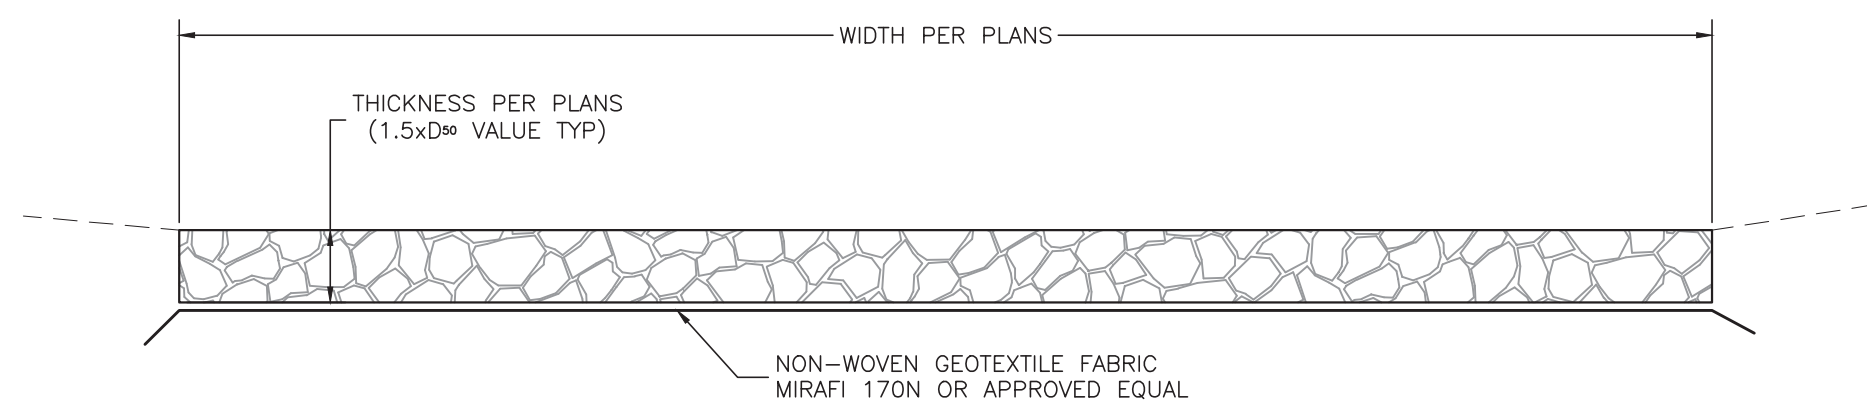 WIDTH PER PLANS
THICKNESS PER PLANS
(1.5xD50 VALUE TYP)
NON-WOVEN GEOTEXTILE FABRIC
MIRAFI 170N OR APPROVED EQUAL